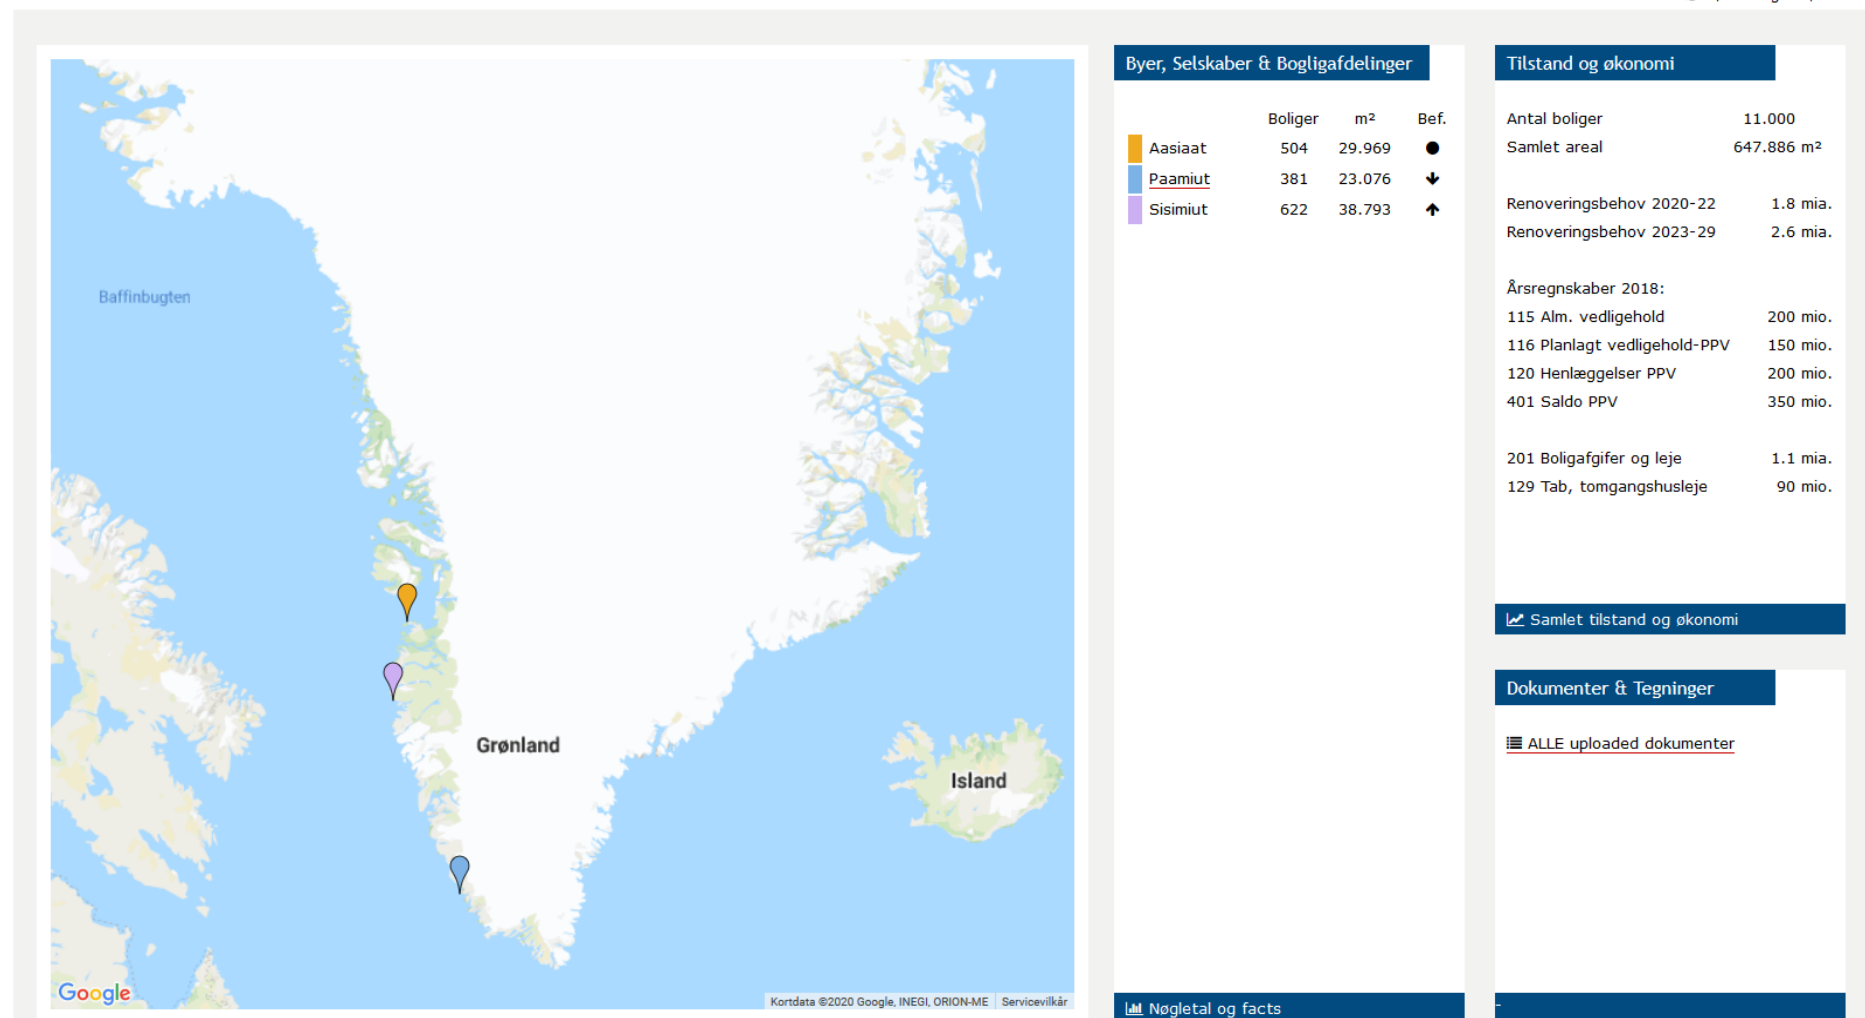 Baffinbugten
Grønland
Island
Google
Kortdata ©2020 Google, INEGI, ORION-ME Servicevilkår
Byer, Selskaber & Bogligafdelinger
Boliger m² Bef.
Aasiaat 504 29.969
Paamiut 381 23.076
Sisimiut 622 38.793
Nøgletal og facts
Tilstand og økonomi
Antal boliger 11.000
Samlet areal 647.886 m²
Renoveringsbehov 2020-22 1.8 mia.
Renoveringsbehov 2023-29 2.6 mia.
Årsregnskaber 2018:
115 Alm. vedligehold 200 mio.
116 Planlagt vedligehold-PPV 150 mio.
120 Henlæggelser PPV 200 mio.
401 Saldo PPV 350 mio.
201 Boligafgifer og leje 1.1 mia.
129 Tab, tomgangshusleje 90 mio.
Samlet tilstand og økonomi
Dokumenter & Tegninger
ALLE uploaded dokumenter
-